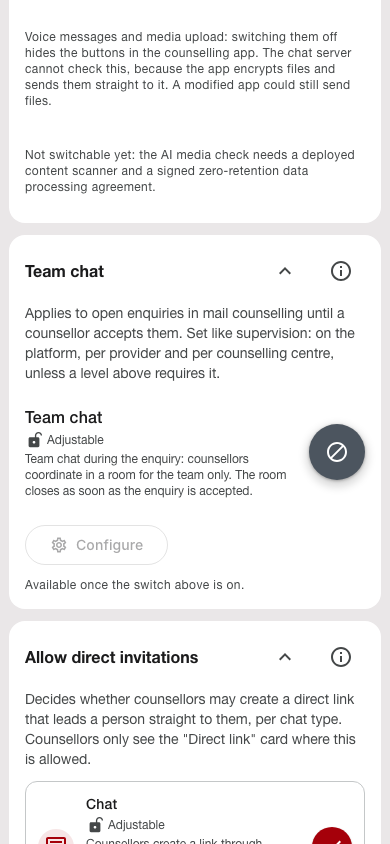 Voice messages and media upload: switching them off
hides the buttons in the counselling app. The chat server
cannot check this, because the app encrypts files and
sends them straight to it. A modified app could still send
files.
Not switchable yet: the AI media check needs a deployed
content scanner and a signed zero-retention data
processing agreement.
Team chat
Applies to open enquiries in mail counselling until a
counsellor accepts them. Set like supervision: on the
platform, per provider and per counselling centre,
unless a level above requires it.
Team chat
Adjustable
Team chat during the enquiry: counsellors
coordinate in a room for the team only. The room
closes as soon as the enquiry is accepted.
Configure
Available once the switch above is on.
Allow direct invitations
Decides whether counsellors may create a direct link
that leads a person straight to them, per chat type.
Counsellors only see the "Direct link" card where this
is allowed.
Chat
Adjustable
Counsellors create a link through